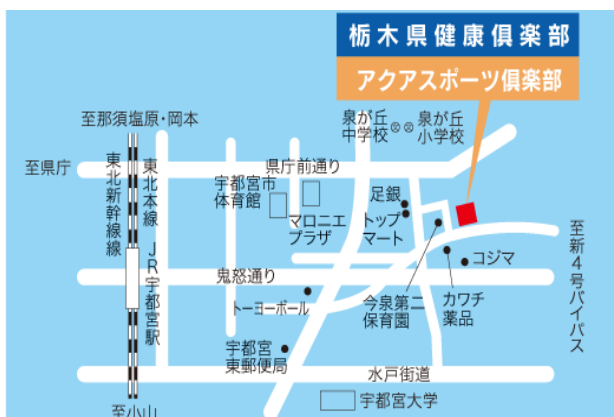 栃木県健康倶楽部
アクアスポーツ倶楽部
至那須塩原・岡本
泉が丘
中学校
泉が丘
小学校
至県庁
東北新幹線線
東北本線
県庁前通り
宇都宮市
体育館
マロニエ
プラザ
足銀
トップ
マート
至新4号バイパス
JR宇都宮駅
鬼怒通り
コジマ
トーヨーボール
今泉第二
保育園
カワチ
薬品
宇都宮
東郵便局
水戸街道
宇都宮大学
至小山